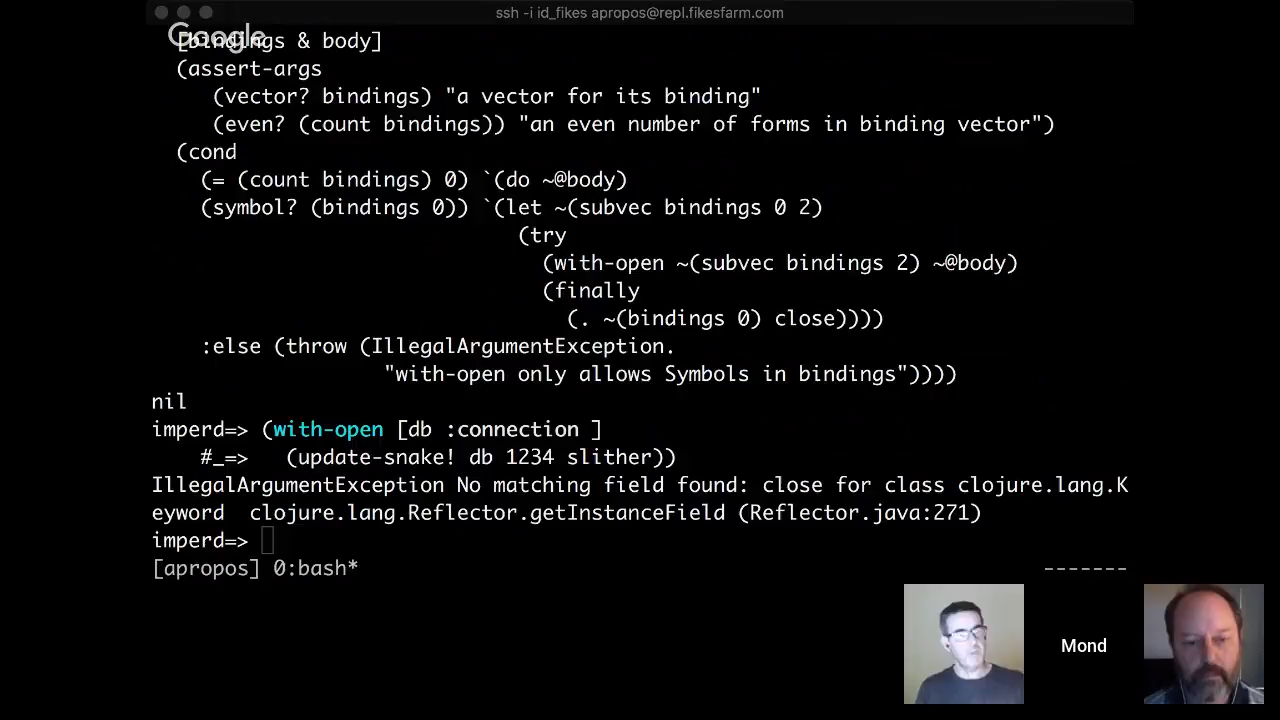 ssh -i id_fikes apropos@repl.fikesfarm.com
Google
[bindings & body]
(assert-args
(vector? bindings) "a vector for its binding"
(even? (count bindings)) "an even number of forms in binding vector")
(cond
(= (count bindings) 0) `(do ~@body)
(symbol? (bindings 0)) `(let ~(subvec bindings 0 2)
(try
(with-open ~(subvec bindings 2) ~@body)
(finally
(. ~(bindings 0) close))))
:else (throw (IllegalArgumentException.
"with-open only allows Symbols in bindings"))))
nil
imperd=> (with-open [db :connection ]
#_=> (update-snake! db 1234 slither))
IllegalArgumentException No matching field found: close for class clojure.lang.K
eyword clojure.lang.Reflector.getInstanceField (Reflector.java:271)
imperd=>
[apropos] 0:bash* -------
Mond